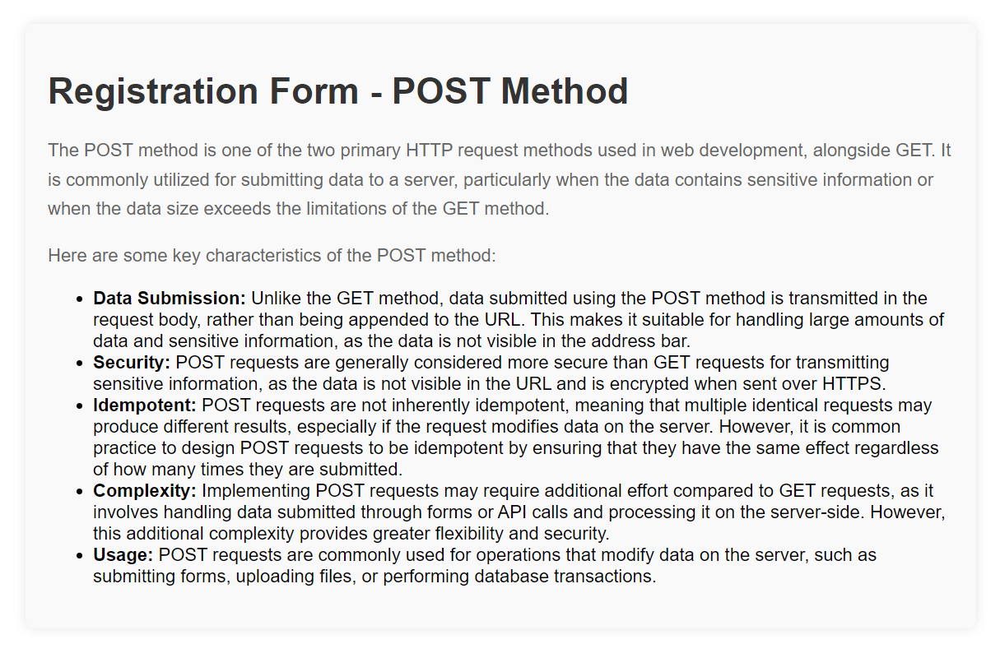 Registration Form - POST Method
The POST method is one of the two primary HTTP request methods used in web development, alongside GET. It
is commonly utilized for submitting data to a server, particularly when the data contains sensitive information or
when the data size exceeds the limitations of the GET method.
Here are some key characteristics of the POST method:
• Data Submission: Unlike the GET method, data submitted using the POST method is transmitted in the
request body, rather than being appended to the URL. This makes it suitable for handling large amounts of
data and sensitive information, as the data is not visible in the address bar.
• Security: POST requests are generally considered more secure than GET requests for transmitting
sensitive information, as the data is not visible in the URL and is encrypted when sent over HTTPS.
• Idempotent: POST requests are not inherently idempotent, meaning that multiple identical requests may
produce different results, especially if the request modifies data on the server. However, it is common
practice to design POST requests to be idempotent by ensuring that they have the same effect regardless
of how many times they are submitted.
• Complexity: Implementing POST requests may require additional effort compared to GET requests, as it
involves handling data submitted through forms or API calls and processing it on the server-side. However,
this additional complexity provides greater flexibility and security.
• Usage: POST requests are commonly used for operations that modify data on the server, such as
submitting forms, uploading files, or performing database transactions.